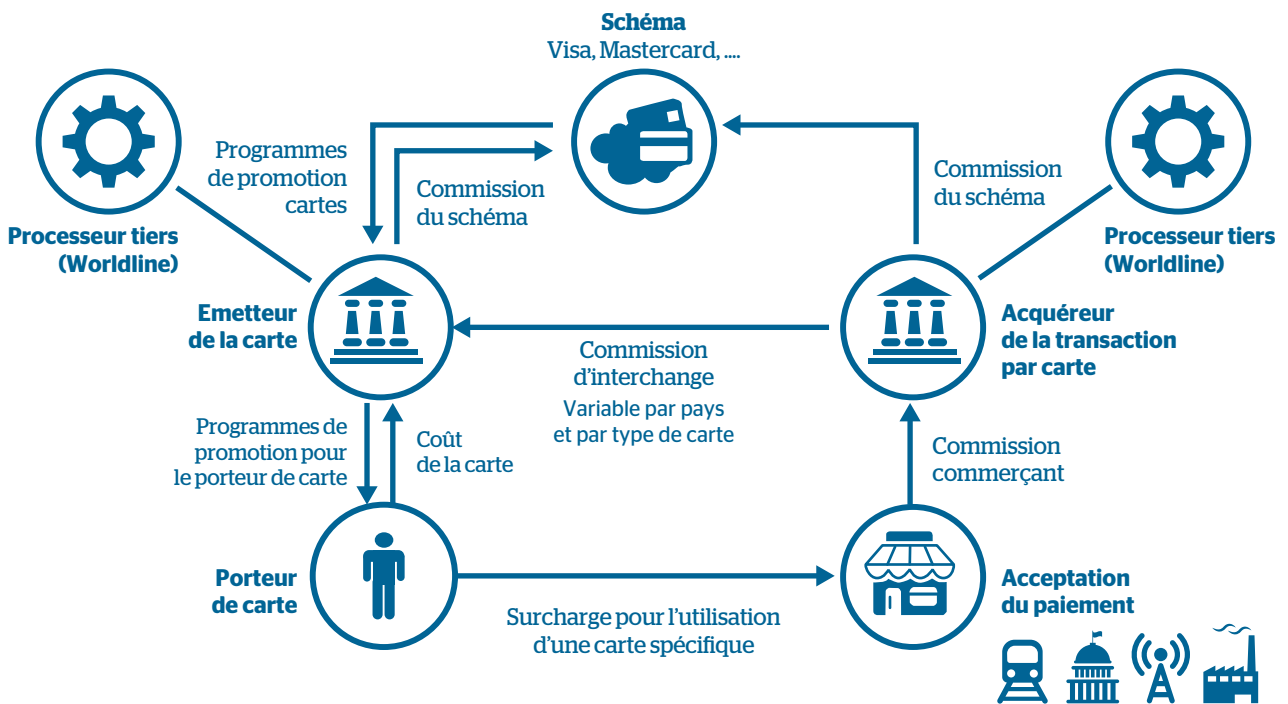 Schéma
Visa, Mastercard, ....
Programmes
de promotion
cartes
Commission
du schéma
Commission
du schéma
Processeur tiers
(Worldline)
Processeur tiers
(Worldline)
Emetteur
de la carte
Commission
d'interchange
Variable par pays
et par type de carte
Acquéreur
de la transaction
par carte
Programmes de
promotion pour
le porteur de carte
Coût
de la carte
Commission
commerçant
Porteur
de carte
Surcharge pour l'utilisation
d'une carte spécifique
Acceptation
du paiement